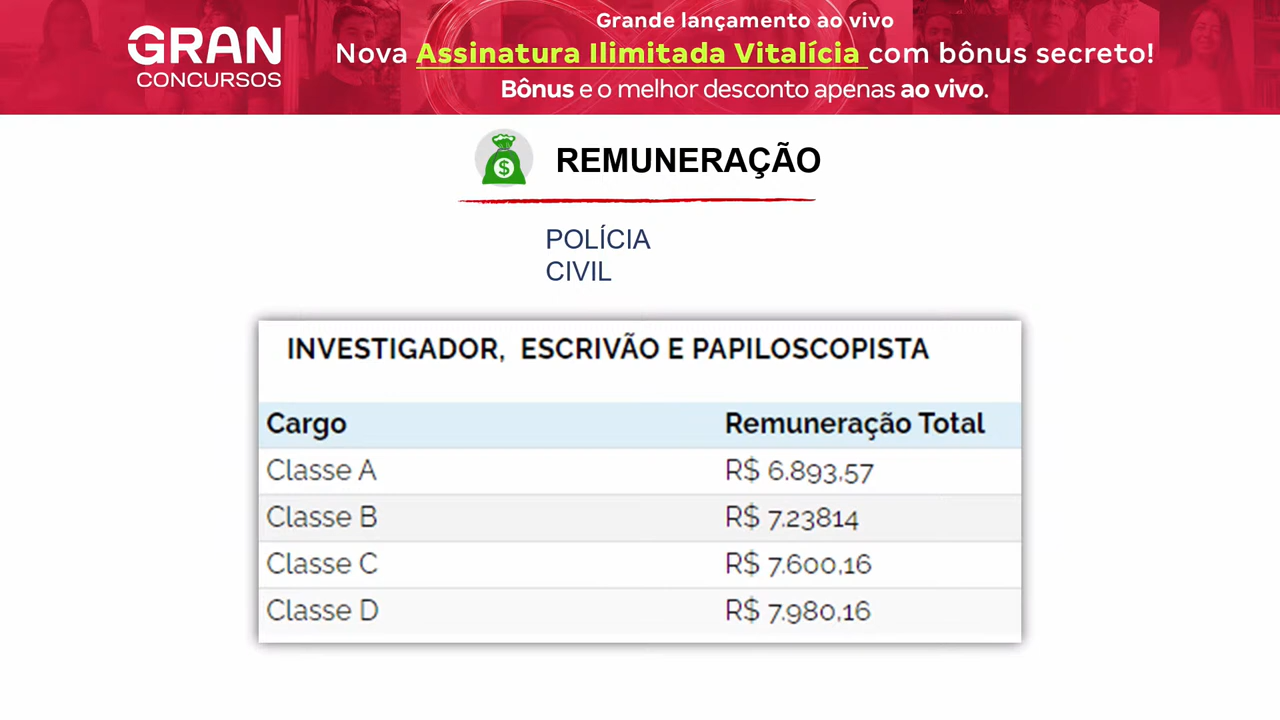 GRAN
CONCURSOS
Grande lançamento ao vivo
Nova Assinatura Ilimitada Vitalícia com bônus secreto!
Bônus e o melhor desconto apenas ao vivo.
$
REMUNERAÇÃO
POLÍCIA
CIVIL
INVESTIGADOR, ESCRIVÃO E PAPILOSCOPISTA
Cargo Remuneração Total
Classe A R$ 6.893,57
Classe B R$ 7.23814
Classe C R$ 7.600,16
Classe D R$ 7.980,16